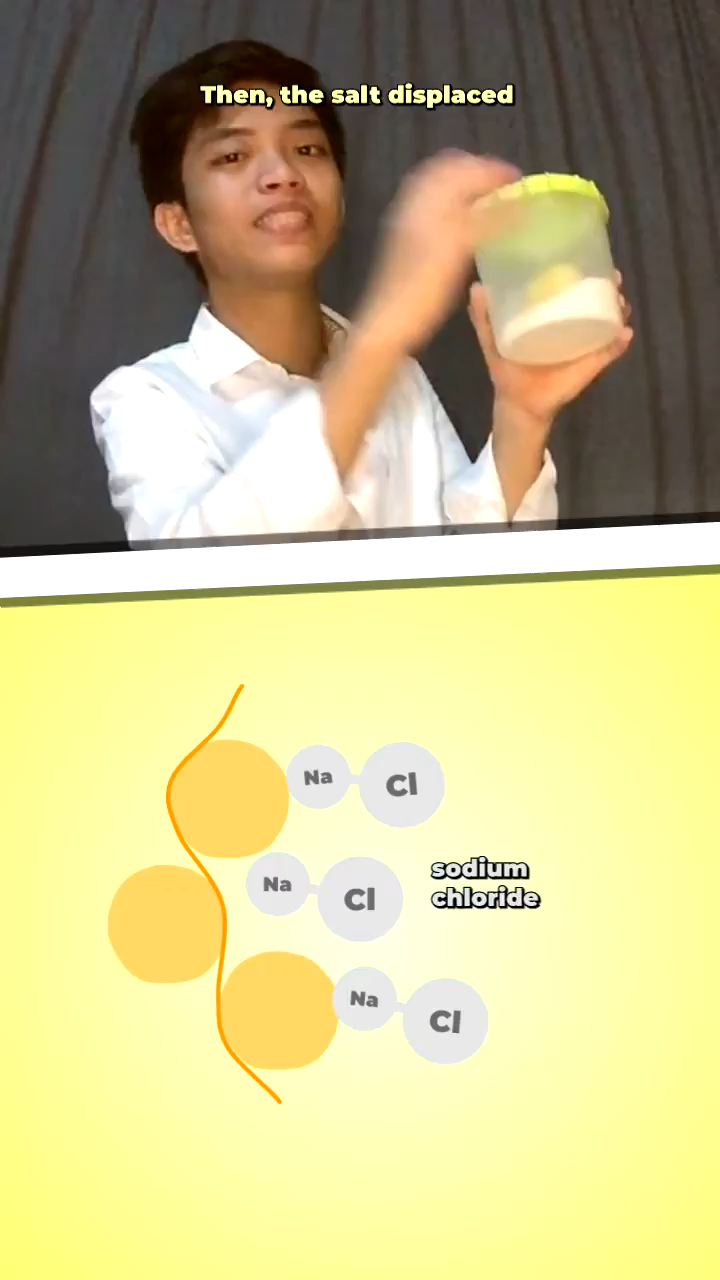 Then, the salt displaced
Na Cl
Na Cl
sodium
chloride
Na Cl